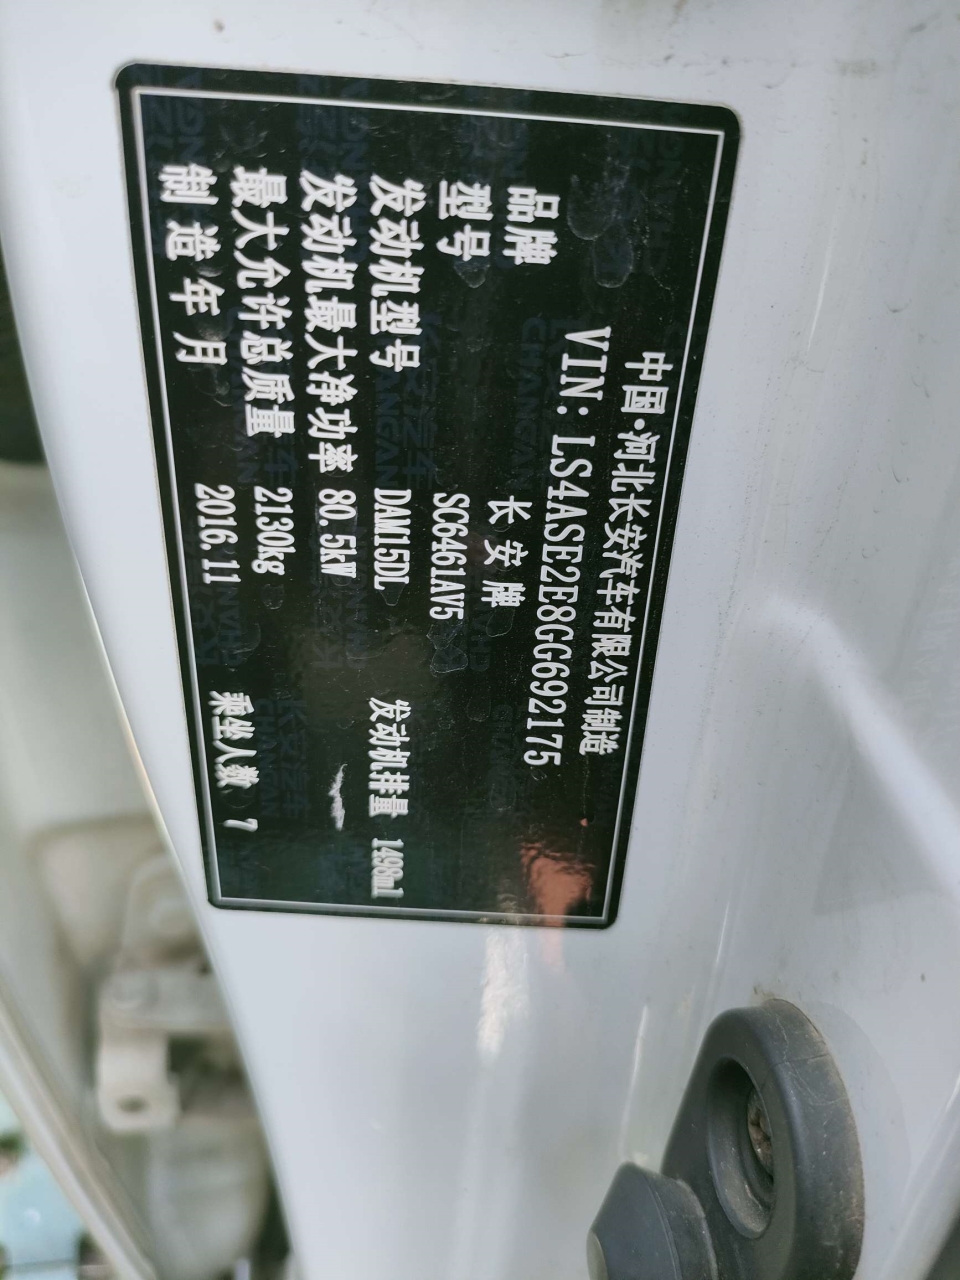 中国·河北长安汽车有限公司制造
VIN: LS4ASE2E8GG692175
品牌 长安牌
型号 SC6461AV5
发动机型号 DAM15DL 发动机排量 1498ml
发动机最大净功率 80.5kW
最大允许总质量 2130kg
制造年月 2016.11 乘坐人数 7